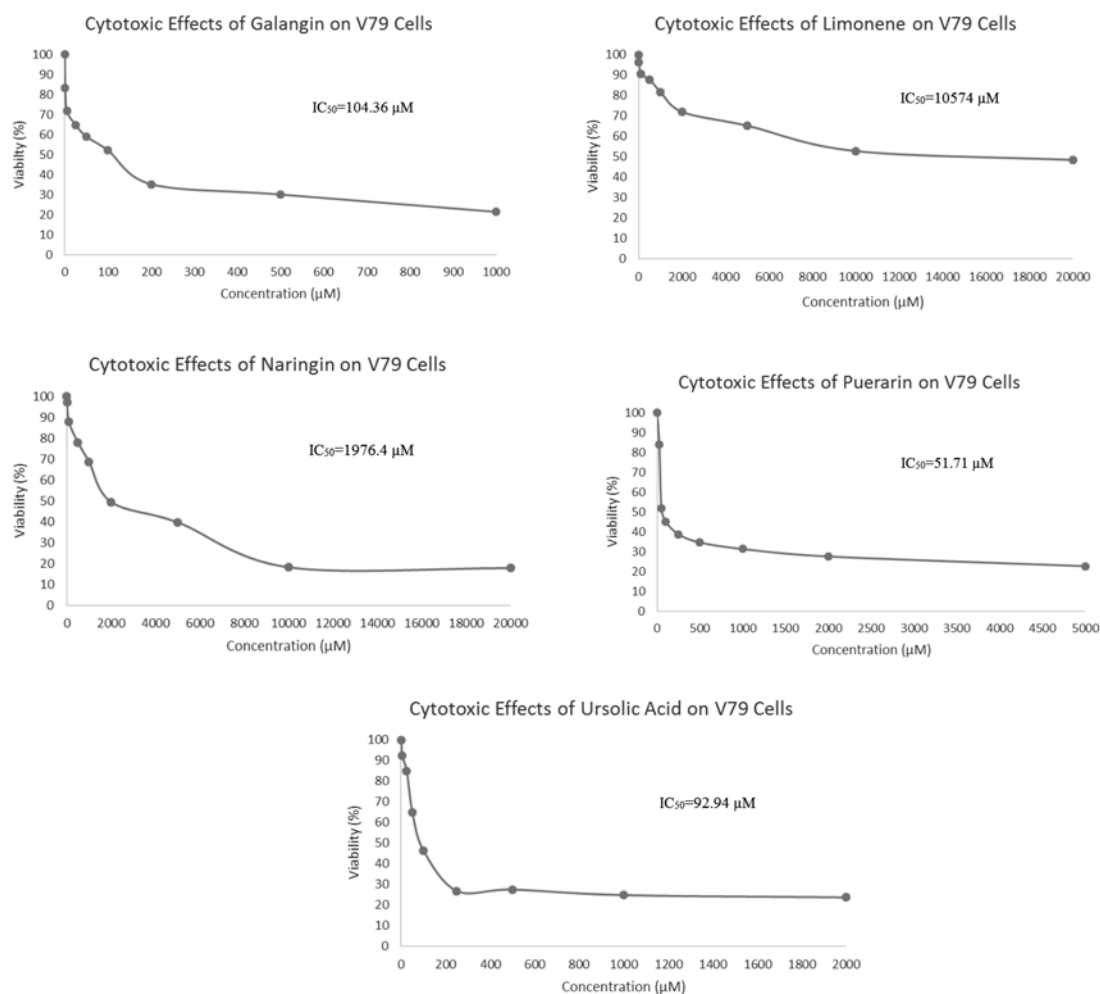 Cytotoxic Effects of Galangin on V79 Cells
100
90
80
70
60
50
40
30
20
10
0
Viability (%)
IC₅₀=104.36 µM
0 100 200 300 400 500 600 700 800 900 1000
Concentration (µM)
Cytotoxic Effects of Limonene on V79 Cells
100
90
80
70
60
50
40
30
20
10
0
Viability (%)
IC₅₀=10574 µM
0 2000 4000 6000 8000 10000 12000 14000 16000 18000 20000
Concentration (µM)
Cytotoxic Effects of Naringin on V79 Cells
100
90
80
70
60
50
40
30
20
10
0
Viability (%)
IC₅₀=1976.4 µM
0 2000 4000 6000 8000 10000 12000 14000 16000 18000 20000
Concentration (µM)
Cytotoxic Effects of Puerarin on V79 Cells
100
90
80
70
60
50
40
30
20
10
0
Viability (%)
IC₅₀=51.71 µM
0 500 1000 1500 2000 2500 3000 3500 4000 4500 5000
Concentration (µM)
Cytotoxic Effects of Ursolic Acid on V79 Cells
100
90
80
70
60
50
40
30
20
10
0
Viability (%)
IC₅₀=92.94 µM
0 200 400 600 800 1000 1200 1400 1600 1800 2000
Concentration (µM)